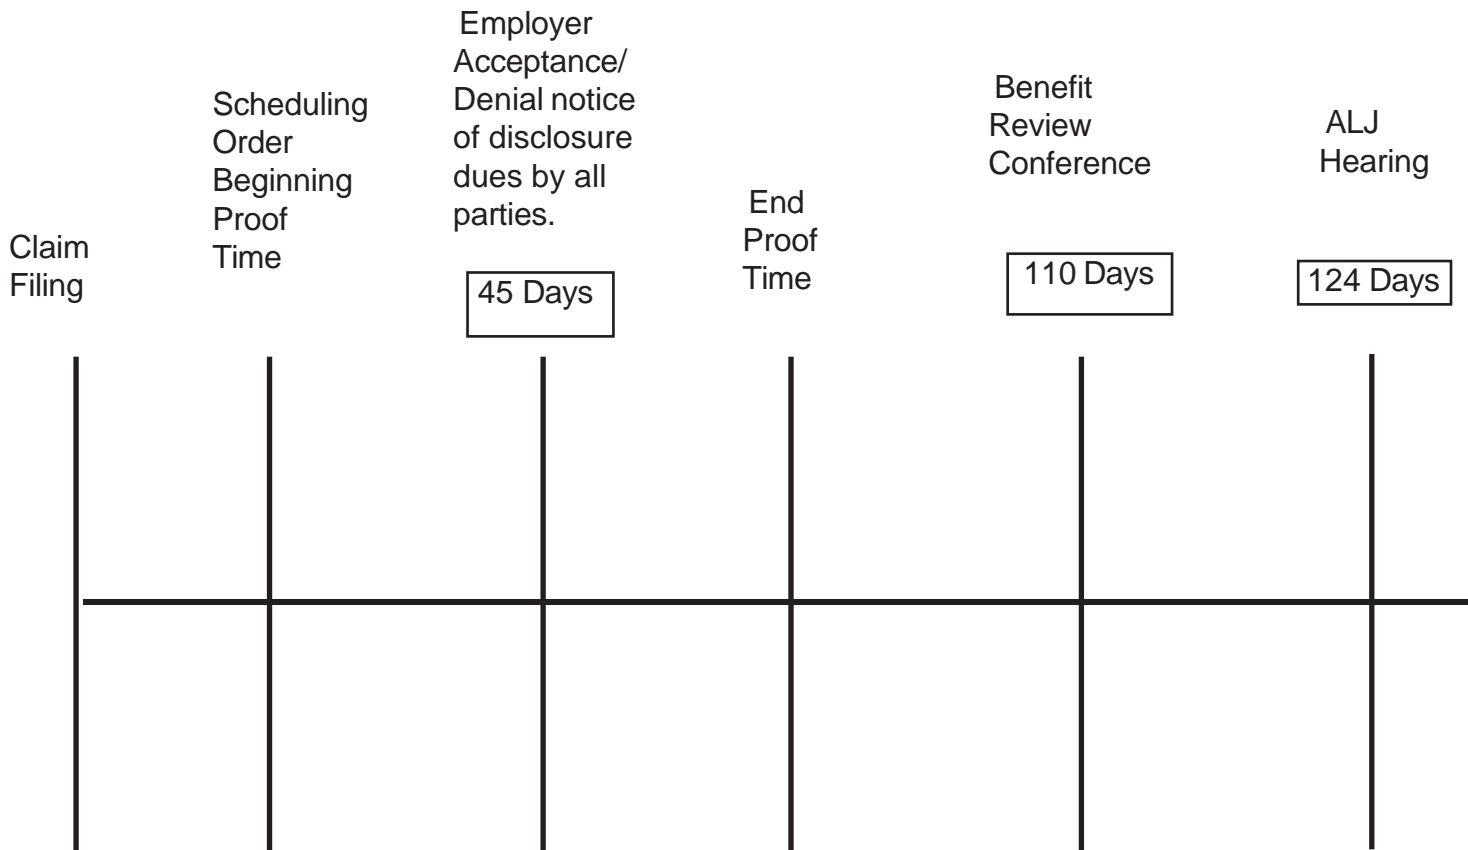 Claim
Filing
Scheduling
Order
Beginning
Proof
Time
Employer
Acceptance/
Denial notice
of disclosure
dues by all
parties.
45 Days
End
Proof
Time
Benefit
Review
Conference
110 Days
ALJ
Hearing
124 Days